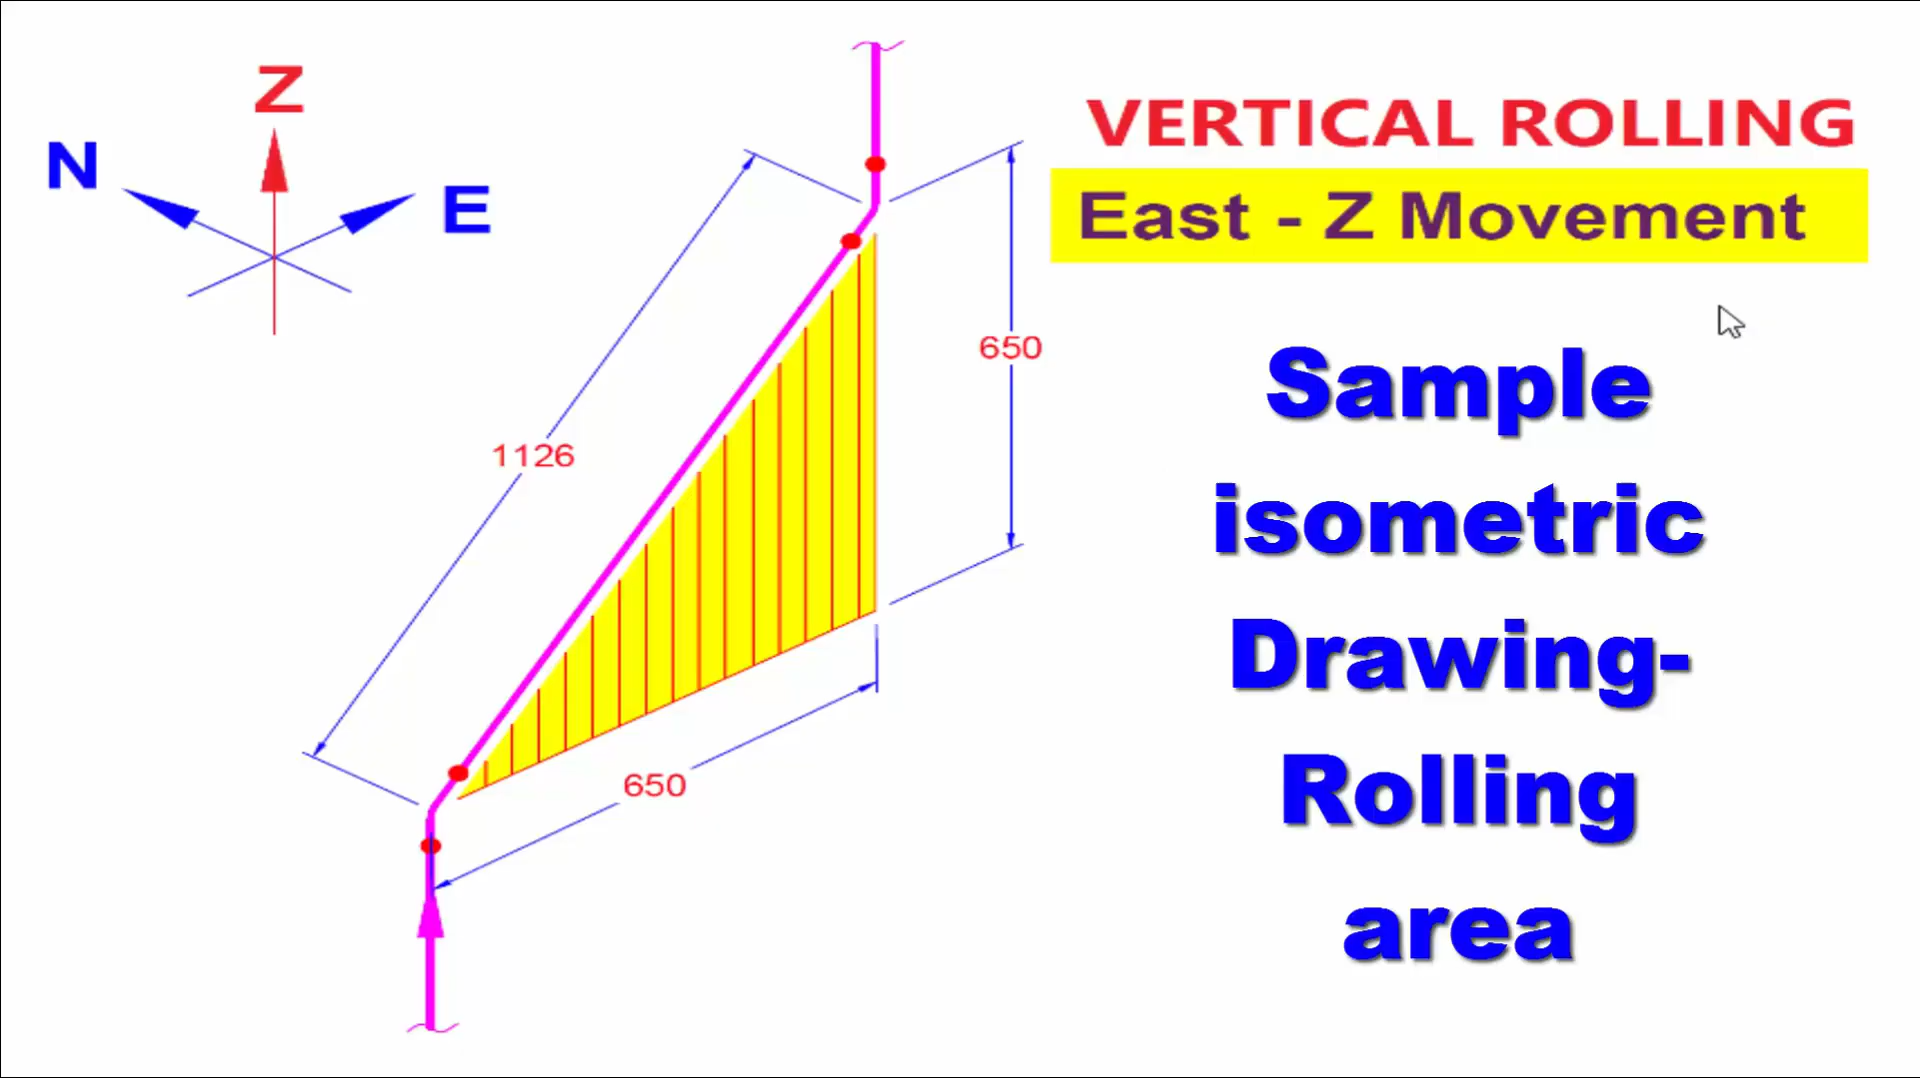 Z
N
E
VERTICAL ROLLING
East - Z Movement
650
1126
650
Sample
isometric
Drawing-
Rolling
area